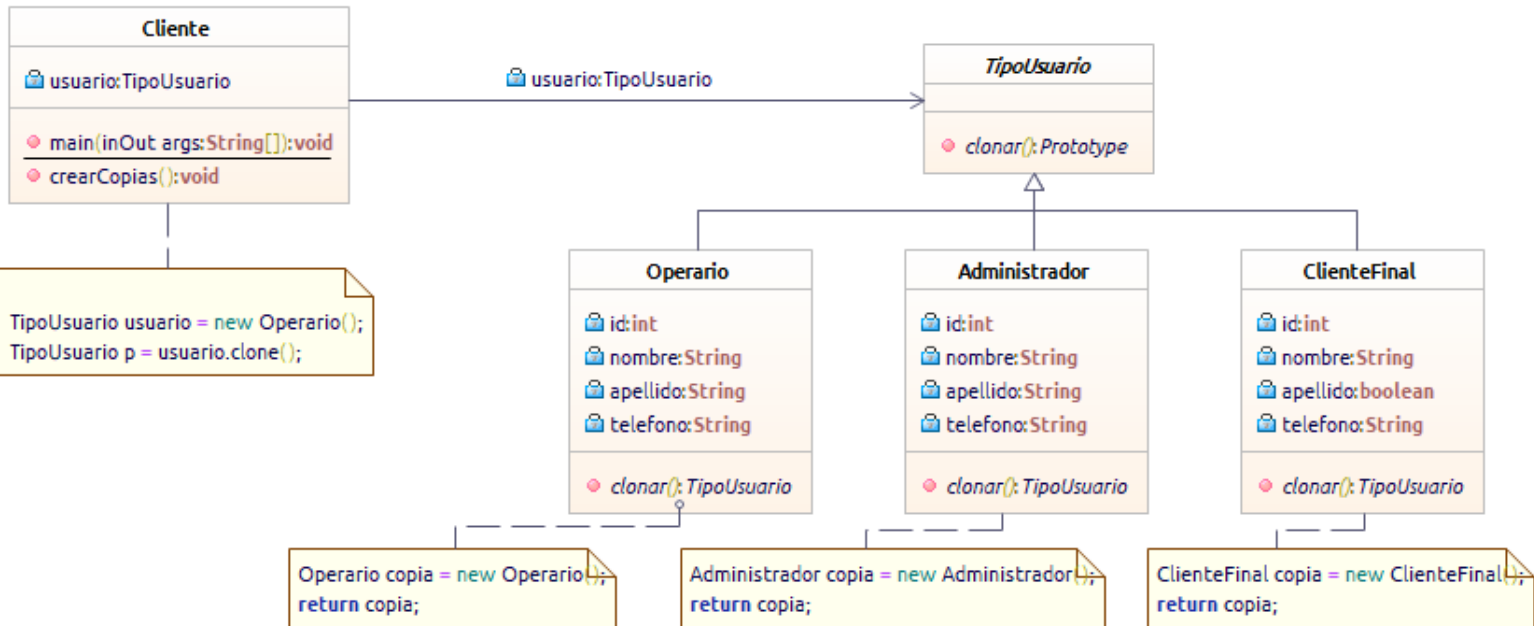 Cliente
usuario:TipoUsuario
main(inOut args:String[]):void
crearCopias():void
usuario:TipoUsuario
TipoUsuario
clonar():Prototype
TipoUsuario usuario = new Operario();
TipoUsuario p = usuario.clone();
Operario
id:int
nombre:String
apellido:String
telefono:String
clonar():TipoUsuario
Administrador
id:int
nombre:String
apellido:String
telefono:String
clonar():TipoUsuario
ClienteFinal
id:int
nombre:String
apellido:boolean
telefono:String
clonar():TipoUsuario
Operario copia = new Operario();
return copia;
Administrador copia = new Administrador();
return copia;
ClienteFinal copia = new ClienteFinal();
return copia;